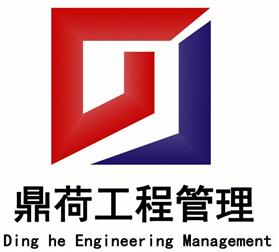 鼎荷工程管理
Ding he Engineering Management